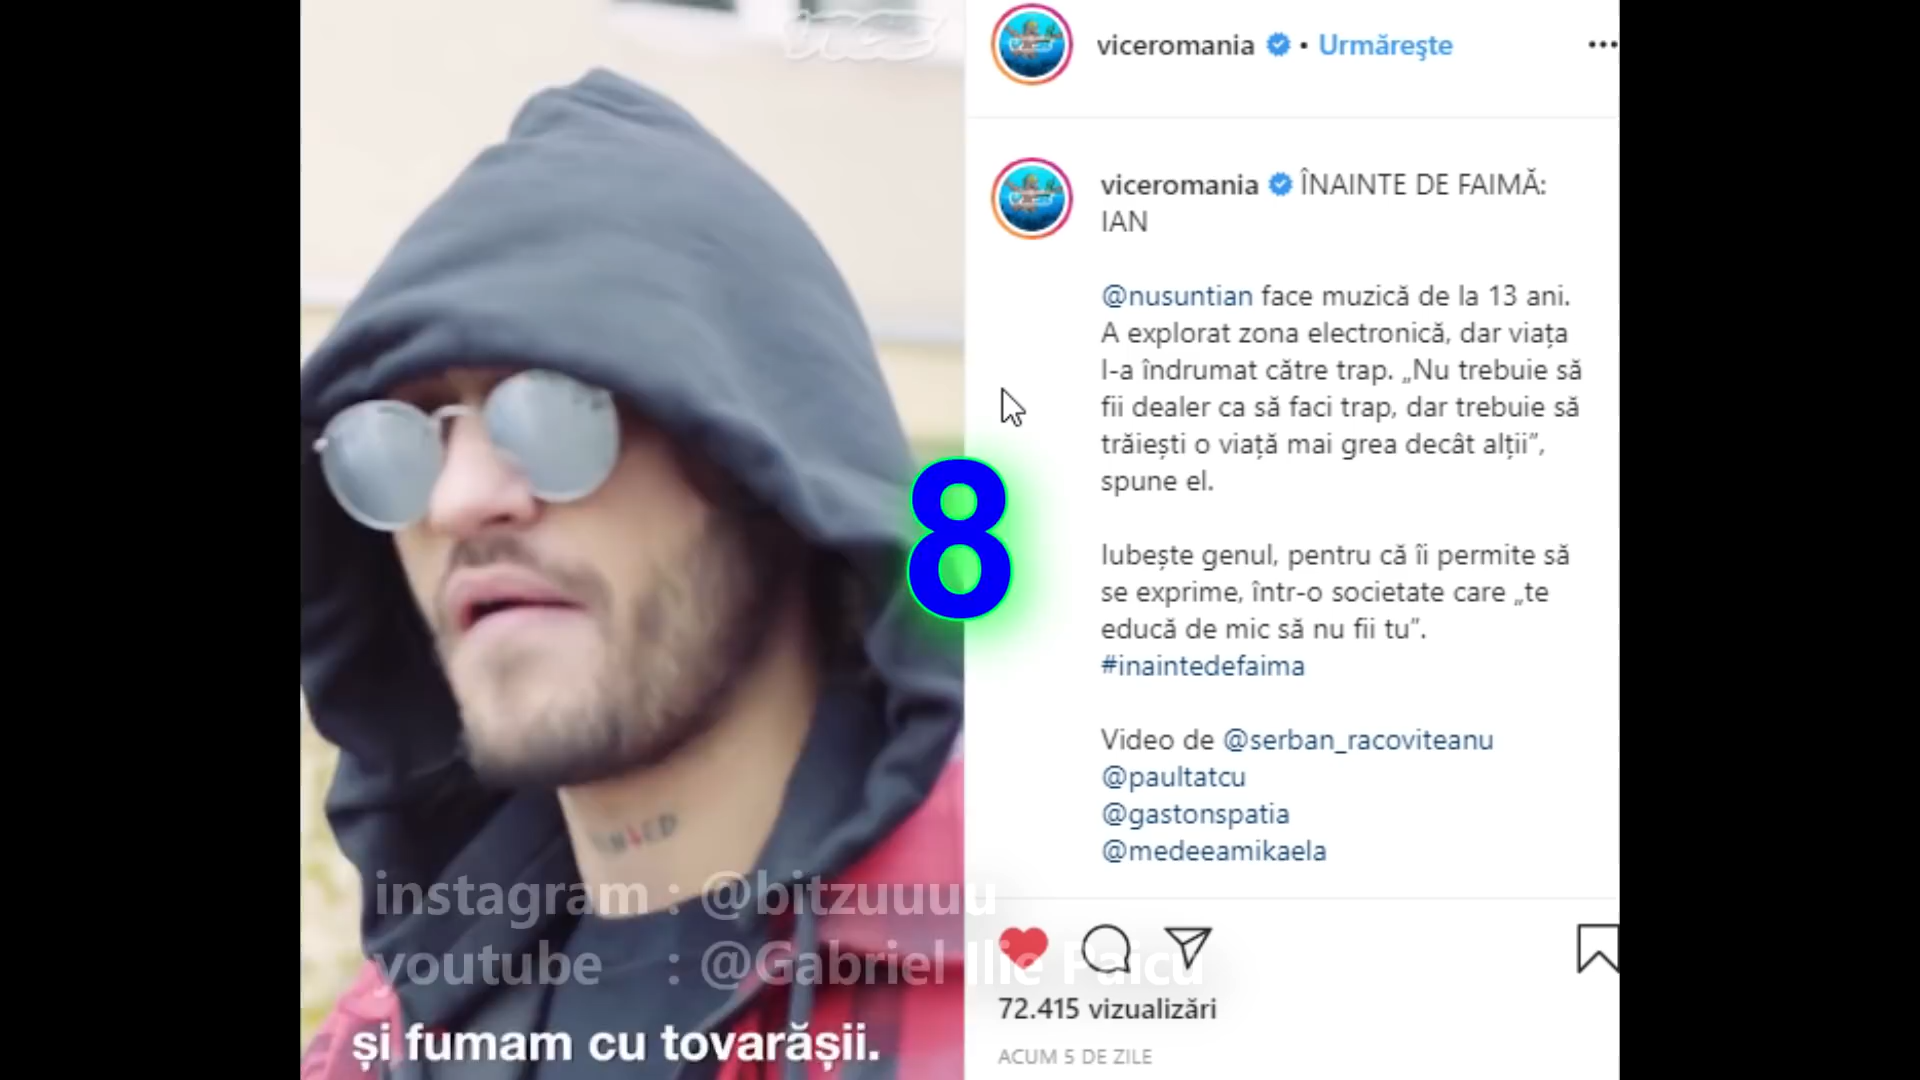 VICE
viceromania • Urmărește
viceromania ÎNAINTE DE FAIMĂ:
IAN
@nusuntian face muzică de la 13 ani.
A explorat zona electronică, dar viața
l-a îndrumat către trap. „Nu trebuie să
fii dealer ca să faci trap, dar trebuie să
trăiești o viață mai grea decât alții”,
spune el.
8
Iubește genul, pentru că îi permite să
se exprime, într-o societate care „te
educă de mic să nu fii tu”.
#inaintedefaima
Video de @serban_racoviteanu
@paultatcu
@gastonspatia
@medeeamikaela
instagram : @bitzuuuu
youtube : @Gabriel Ilie Paicu
72.415 vizualizări
și fumam cu tovarășii.
ACUM 5 DE ZILE